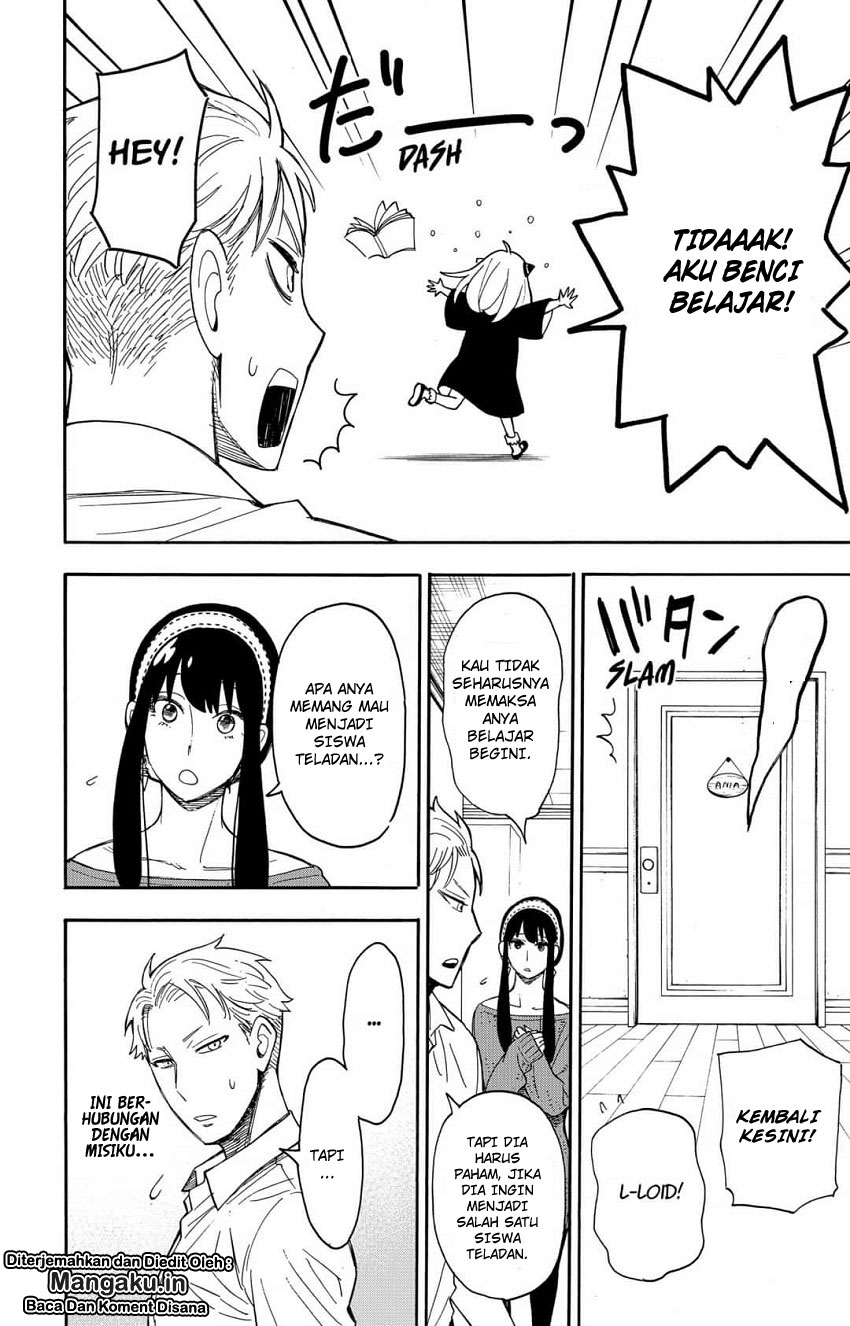 TIDAAAK!
AKU BENCI
BELAJAR!
だーっ
DASH
HEY!
バタン
SLAM
ANIA
KEMBALI
KESINI!
L-LOID!
KAU TIDAK
SEHARUSNYA
MEMAKSA
ANYA
BELAJAR
BEGINI.
TAPI DIA
HARUS
PAHAM, JIKA
DIA INGIN
MENJADI
SALAH SATU
SISWA
TELADAN.
APA ANYA
MEMANG MAU
MENJADI
SISWA
TELADAN...?
...
TAPI
...
INI BER-
HUBUNGAN
DENGAN
MISIKU...
Diterjemahkan dan Diedit Oleh:
Mangaku.in
Baca Dan Koment Disana